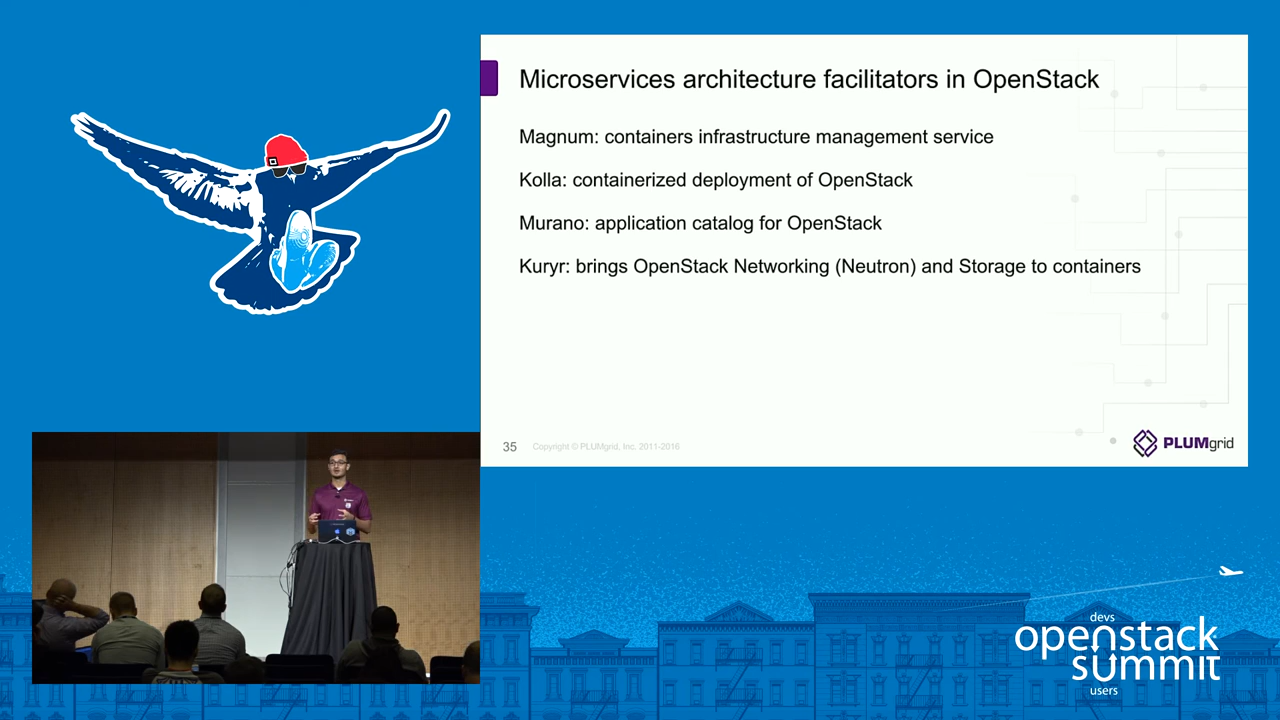 Microservices architecture facilitators in OpenStack
Magnum: containers infrastructure management service
Kolla: containerized deployment of OpenStack
Murano: application catalog for OpenStack
Kuryr: brings OpenStack Networking (Neutron) and Storage to containers
35
Copyright © PLUMgrid, Inc. 2011-2016
PLUMgrid
devs
openstack
summit
users